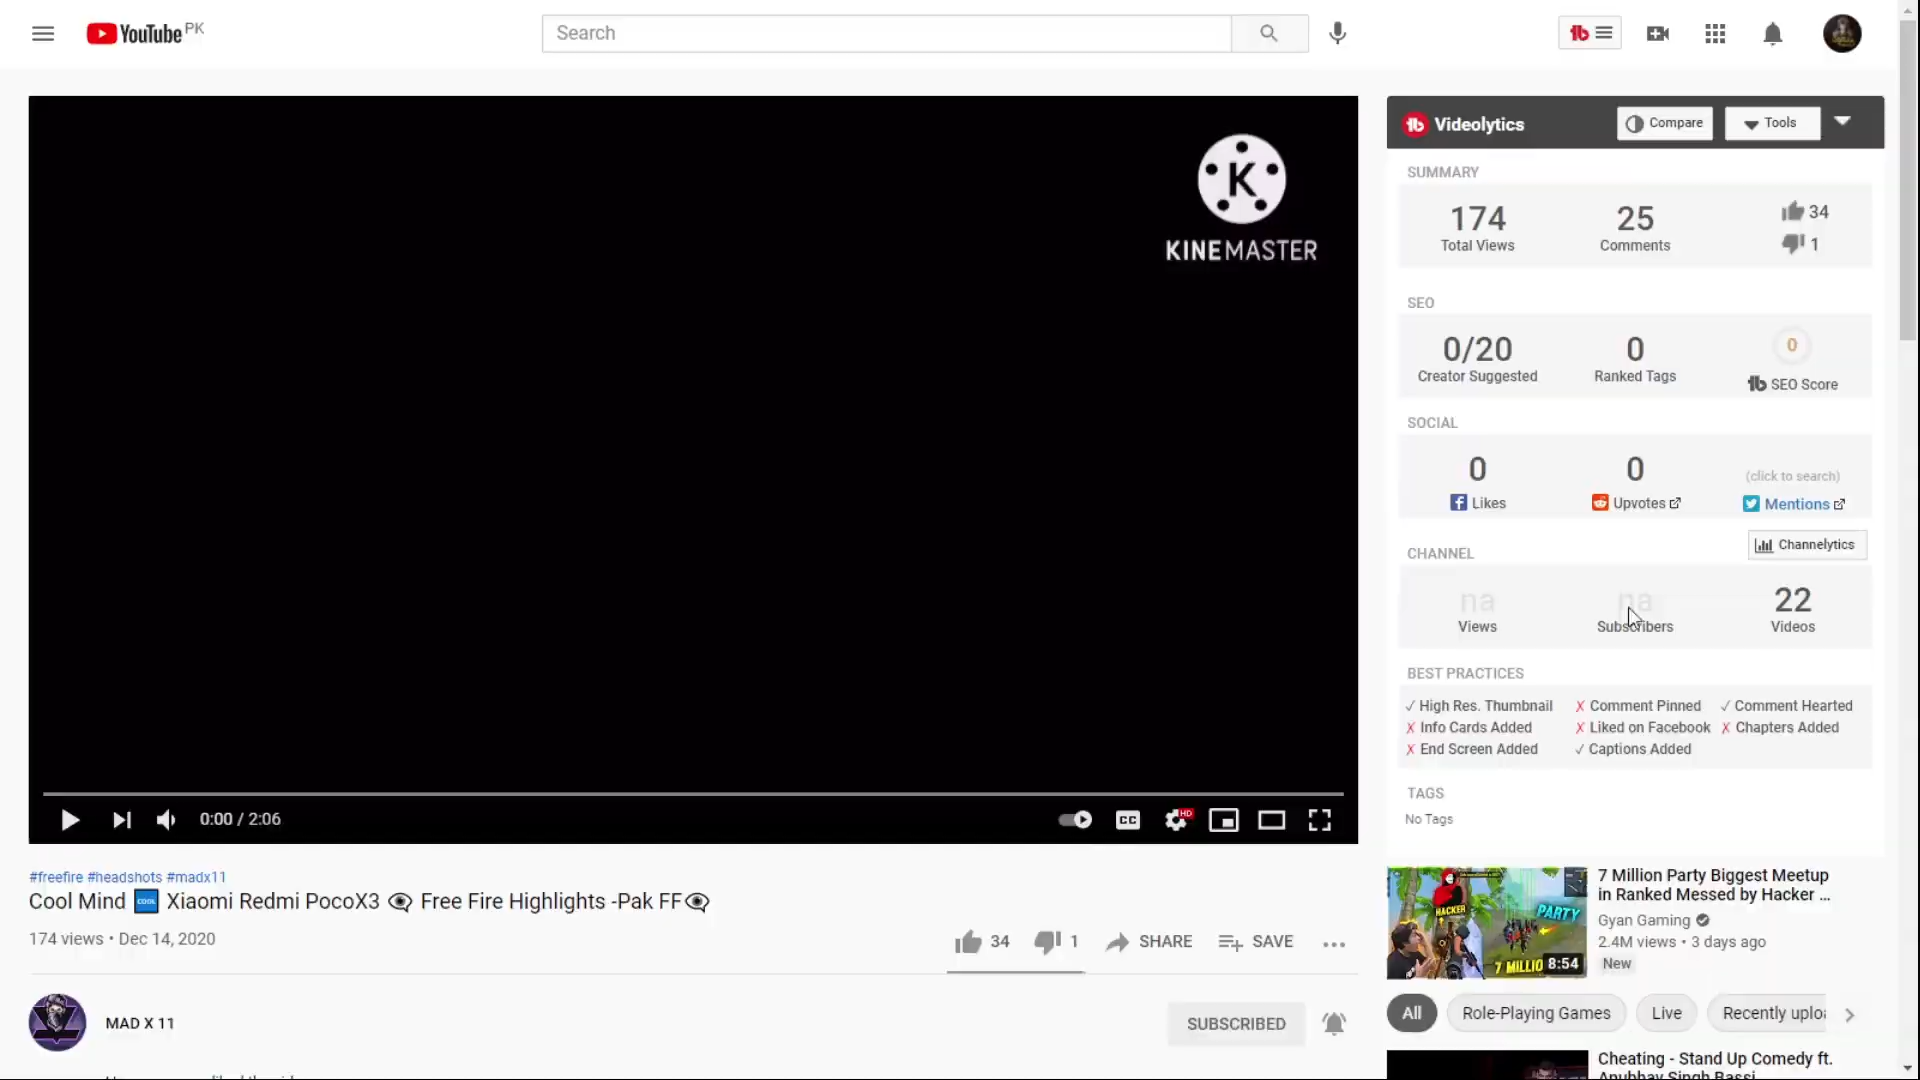 YouTube PK
Search
KINEMASTER
0:00 / 2:06
CC
HD
#freefire #headshots #madx11
Cool Mind COOL Xiaomi Redmi PocoX3 👁️‍🗨️ Free Fire Highlights -Pak FF👁️‍🗨️
174 views • Dec 14, 2020
34
1
SHARE
SAVE
MAD X 11
SUBSCRIBED
Videolytics
Compare
Tools
SUMMARY
174
Total Views
25
Comments
34
1
SEO
0/20
Creator Suggested
0
Ranked Tags
0
SEO Score
SOCIAL
0
Likes
0
Upvotes
(click to search)
Mentions
CHANNEL
Channelytics
na
Views
na
Subscribers
22
Videos
BEST PRACTICES
✓ High Res. Thumbnail ✗ Comment Pinned ✓ Comment Hearted
✗ Info Cards Added ✗ Liked on Facebook ✗ Chapters Added
✗ End Screen Added ✓ Captions Added
TAGS
No Tags
HACKER
PARTY
7 MILLIO
8:54
7 Million Party Biggest Meetup
in Ranked Messed by Hacker ...
Gyan Gaming
2.4M views • 3 days ago
New
All
Role-Playing Games
Live
Recently uplo
Cheating - Stand Up Comedy ft.
Anubhav Singh Bassi